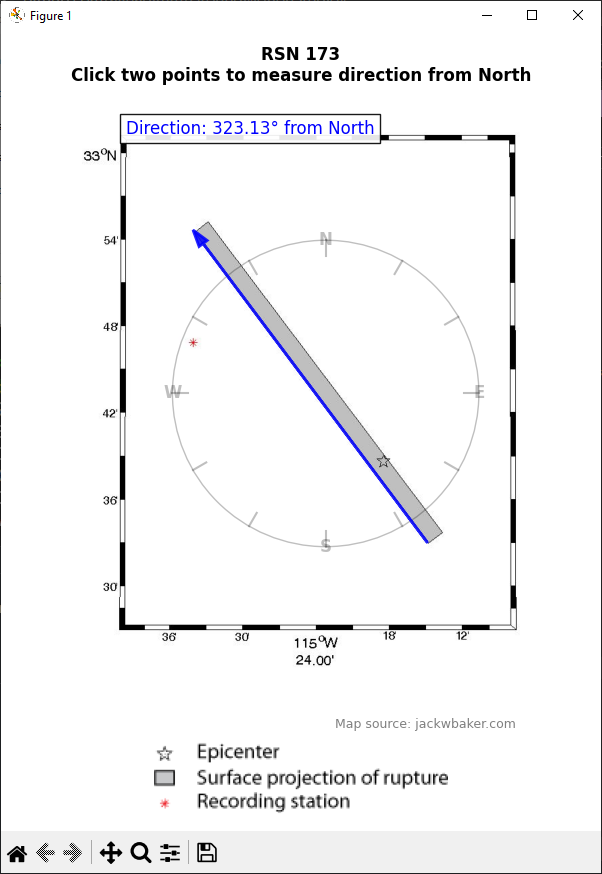 Figure 1
RSN 173
Click two points to measure direction from North
Direction: 323.13° from North
33°N
54'
N
48'
W
E
42'
36'
S
30'
36'
30'
115°W
18'
12'
24.00'
Map source: jackwbaker.com
Epicenter
Surface projection of rupture
Recording station